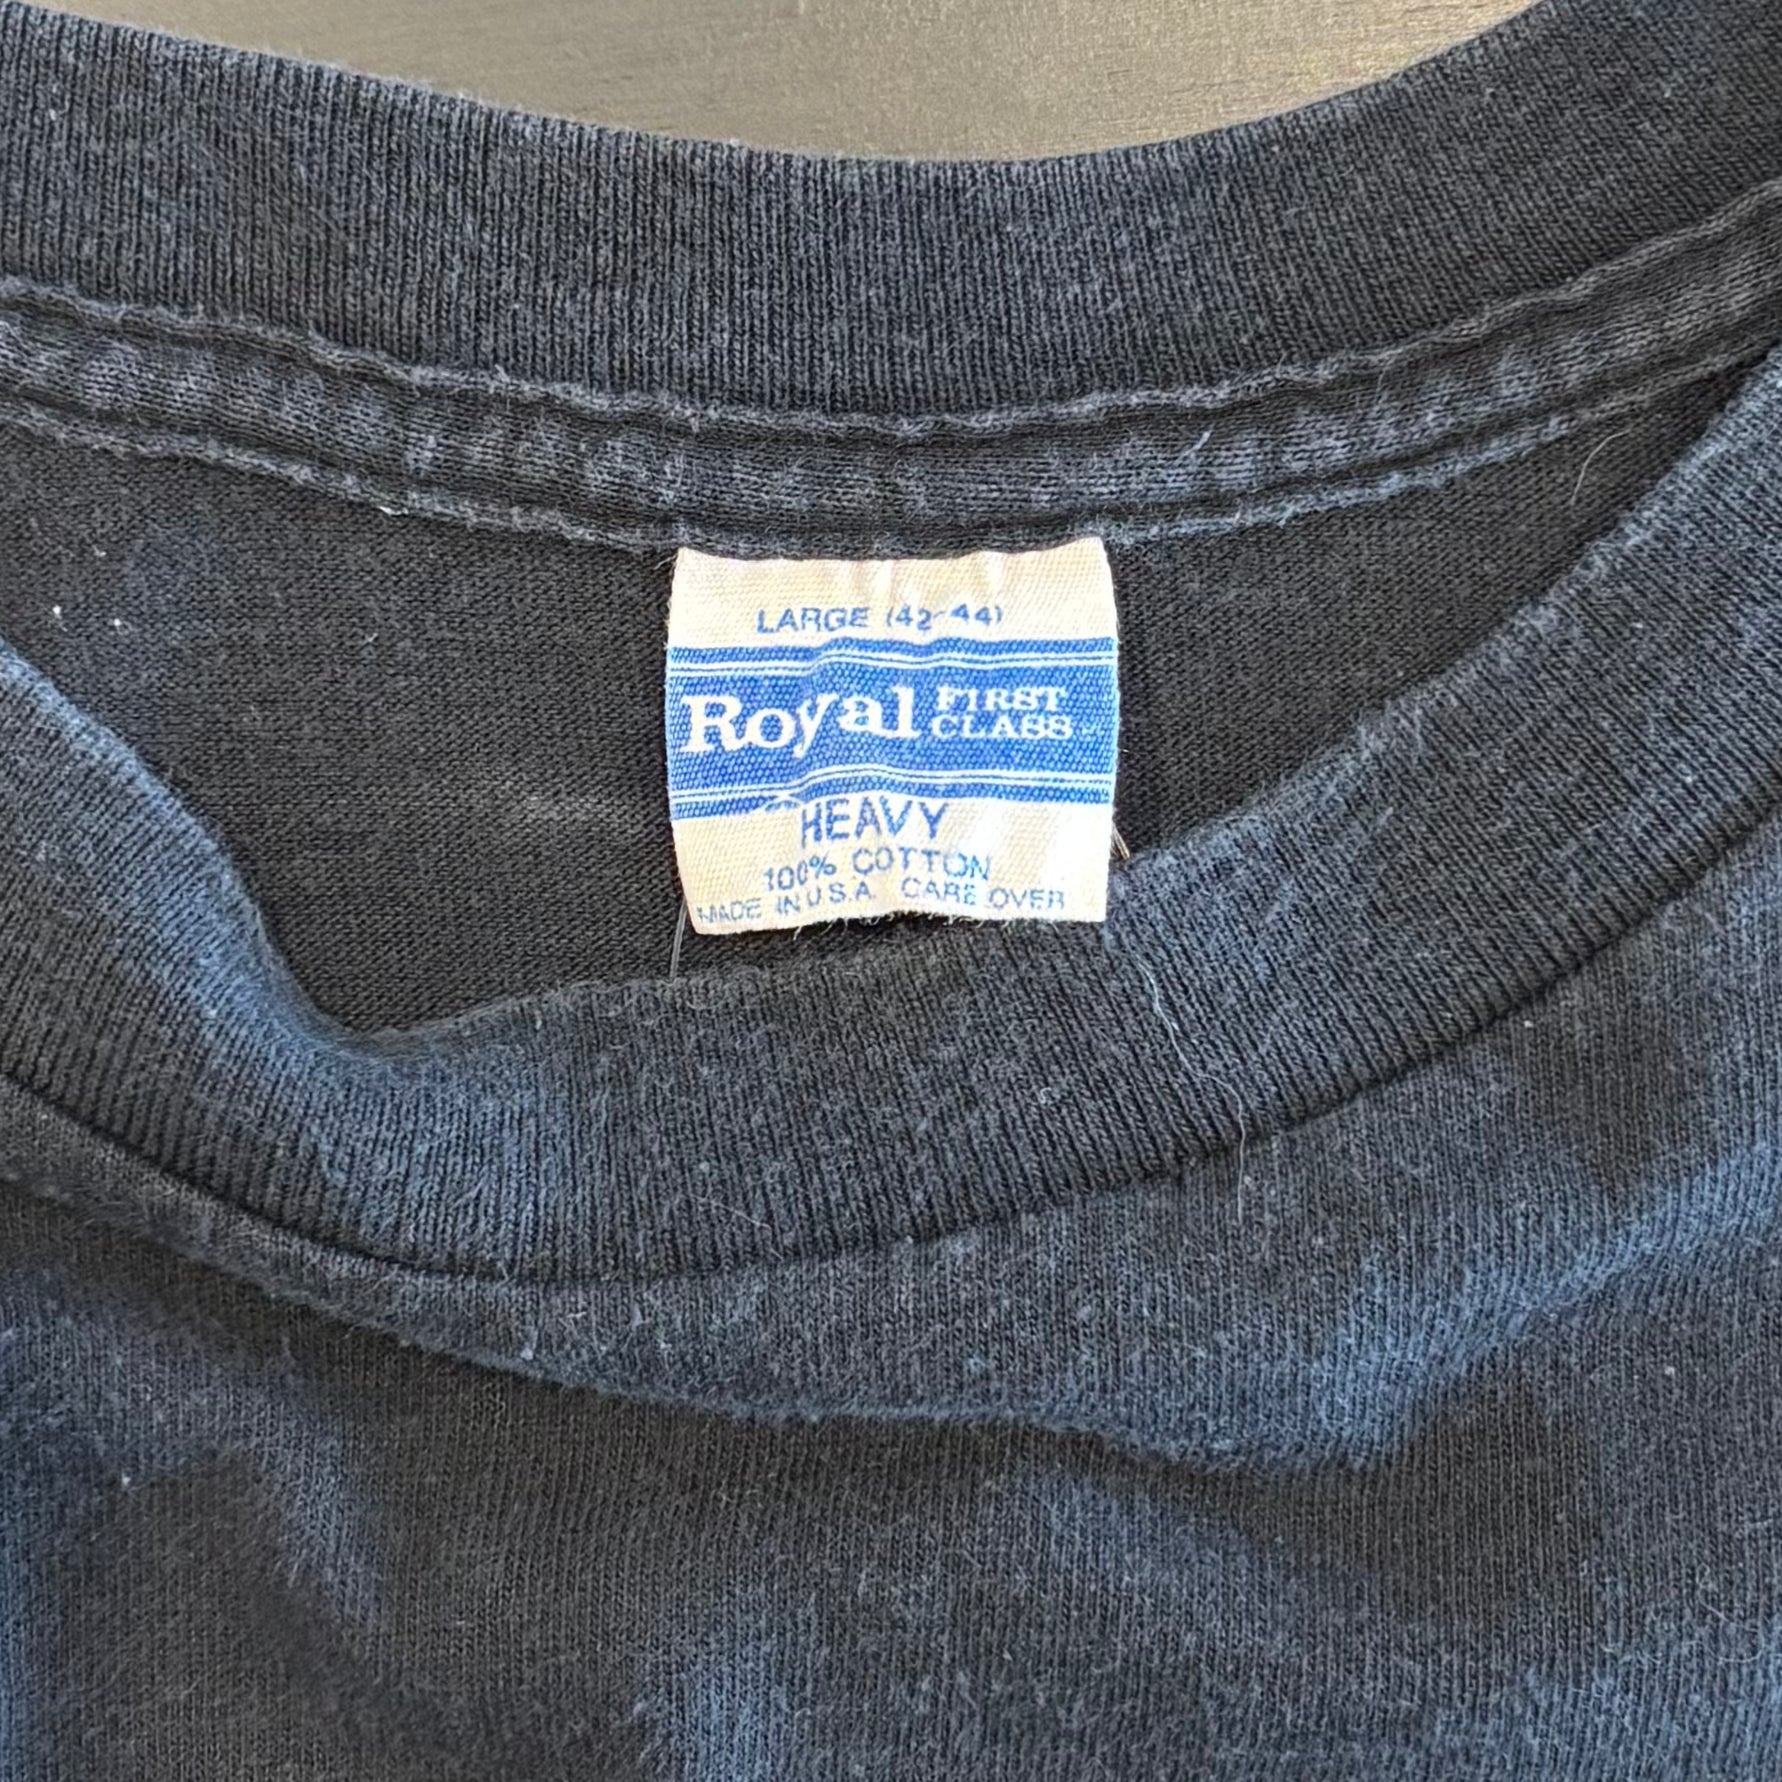 LARGE (42-44)
Royal FIRST CLASS
HEAVY
100% COTTON
MADE IN U.S.A. CARE OVER